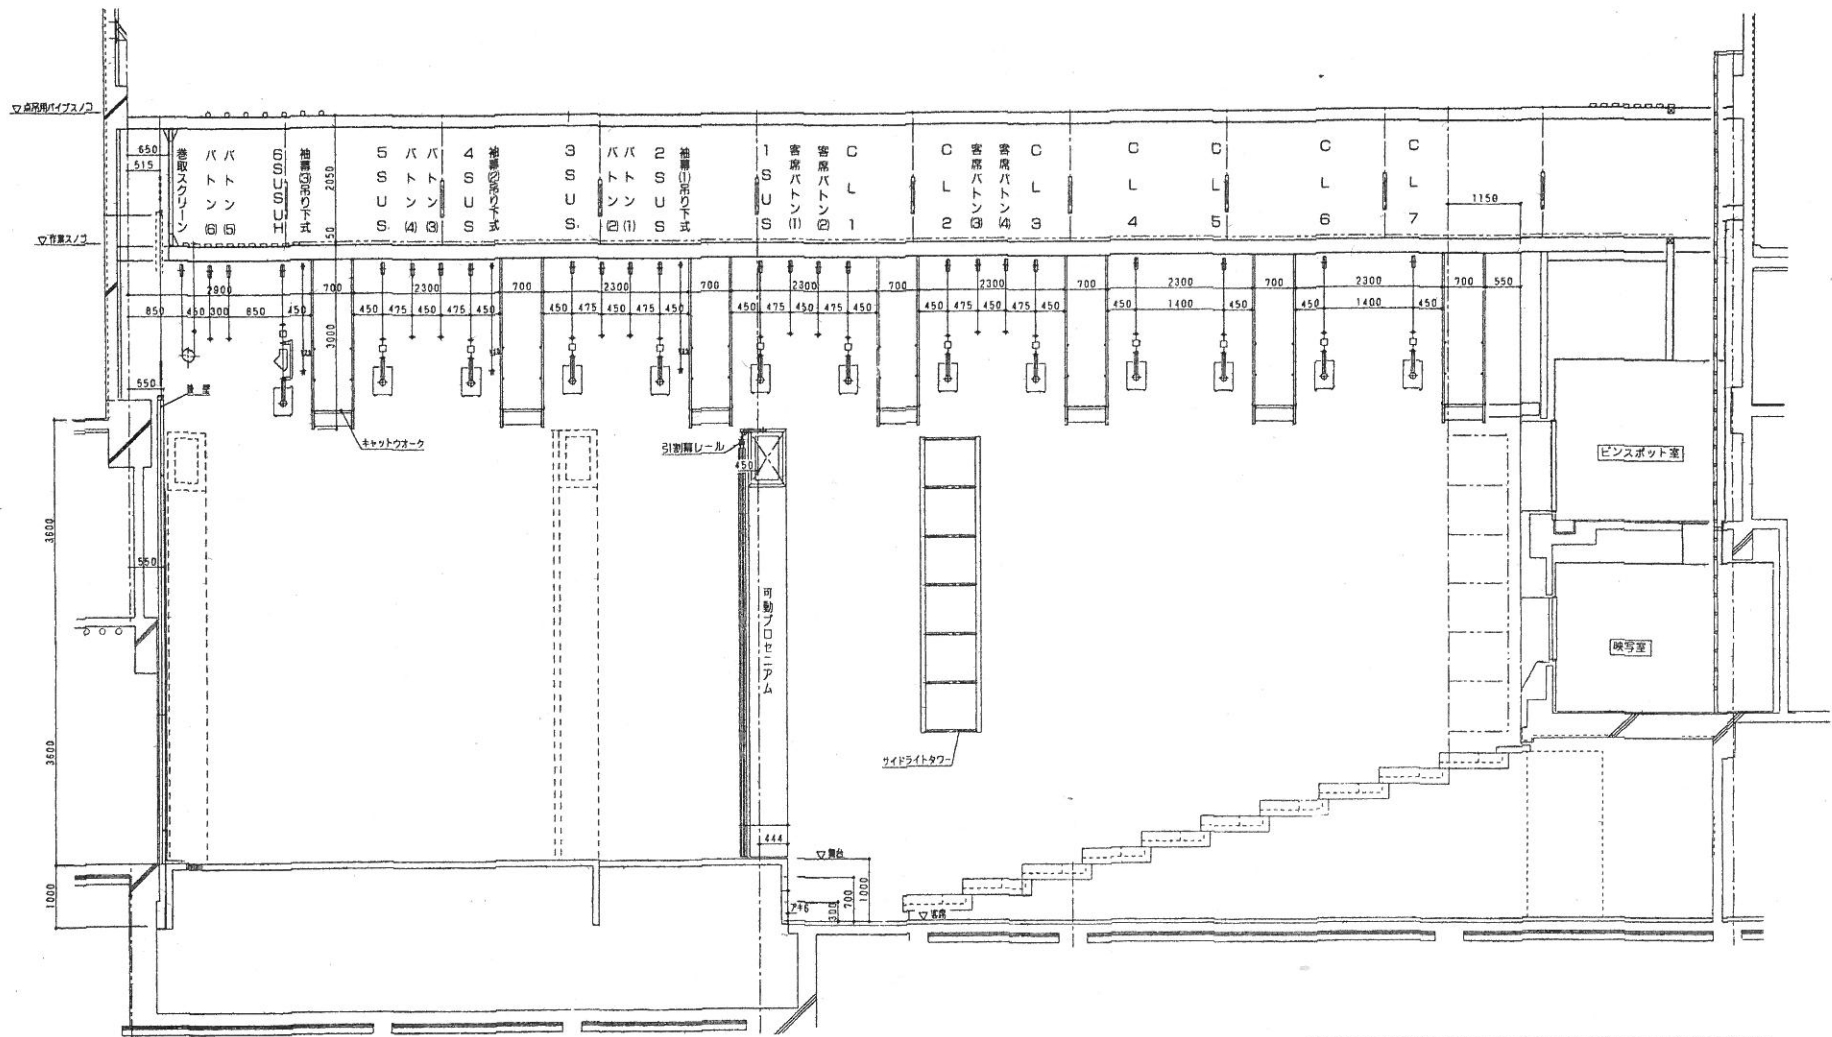 ▽点吊用パイプスノコ
▽作業スノコ
650
515
巻取スクリーン
バトン(6)
バトン(5)
6SUSUH
袖幕(3)吊り下式
2050
5SUS
バトン(4)
バトン(3)
4SUS
袖幕(2)吊り下式
3SUS
バトン(2)
バトン(1)
2SUS
袖幕(1)吊り下式
1SUS
客席バトン(1)
客席バトン(2)
CL1
CL2
客席バトン(3)
客席バトン(4)
CL3
CL4
CL5
CL6
CL7
1150
2900 700 2300 700 2300 700 2300 700 2300 700 2300 700 2300 700 550
850 450 300 850 450 3000 450 475 450 475 450 450 475 450 475 450 450 475 450 475 450 450 475 450 475 450 450 1400 450 450 1400 450
550
キャットウオーク
引割幕レール
450
ピンスポット室
3600
550
可動プロセニアム
映写室
3600
サイドライトタワー
444
▽舞台
1000
700
300
1000
▽客席